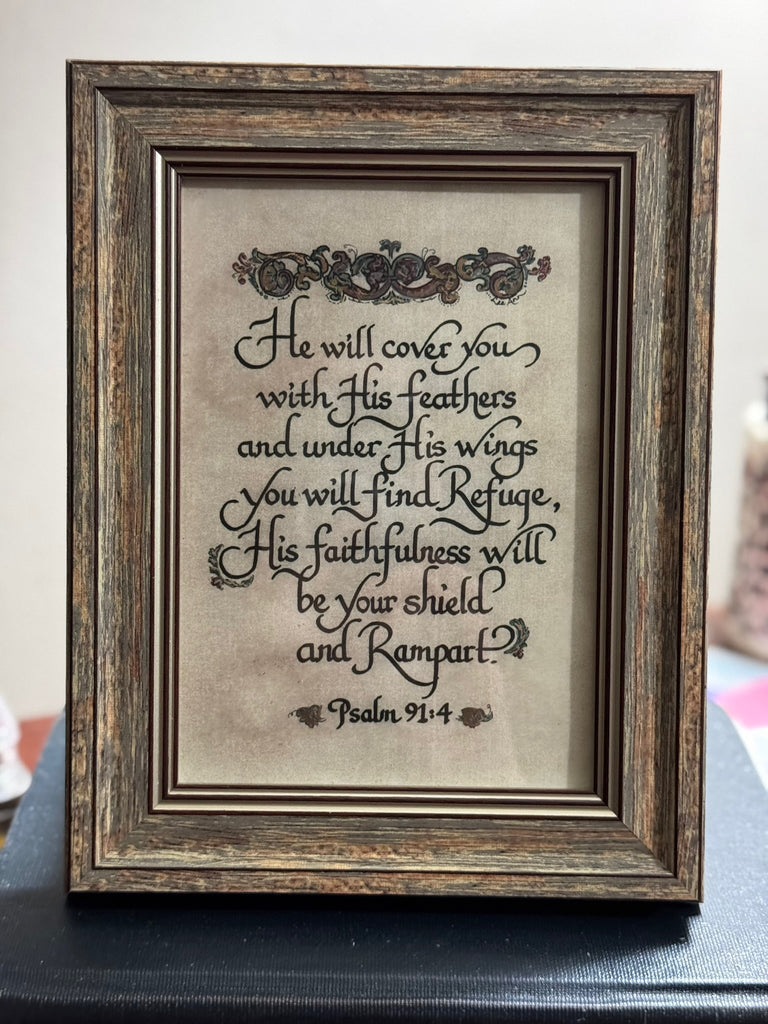 He will cover you
with His feathers
and under His wings
you will find Refuge,
His faithfulness will
be your shield
and Rampart.
Psalm 91:4